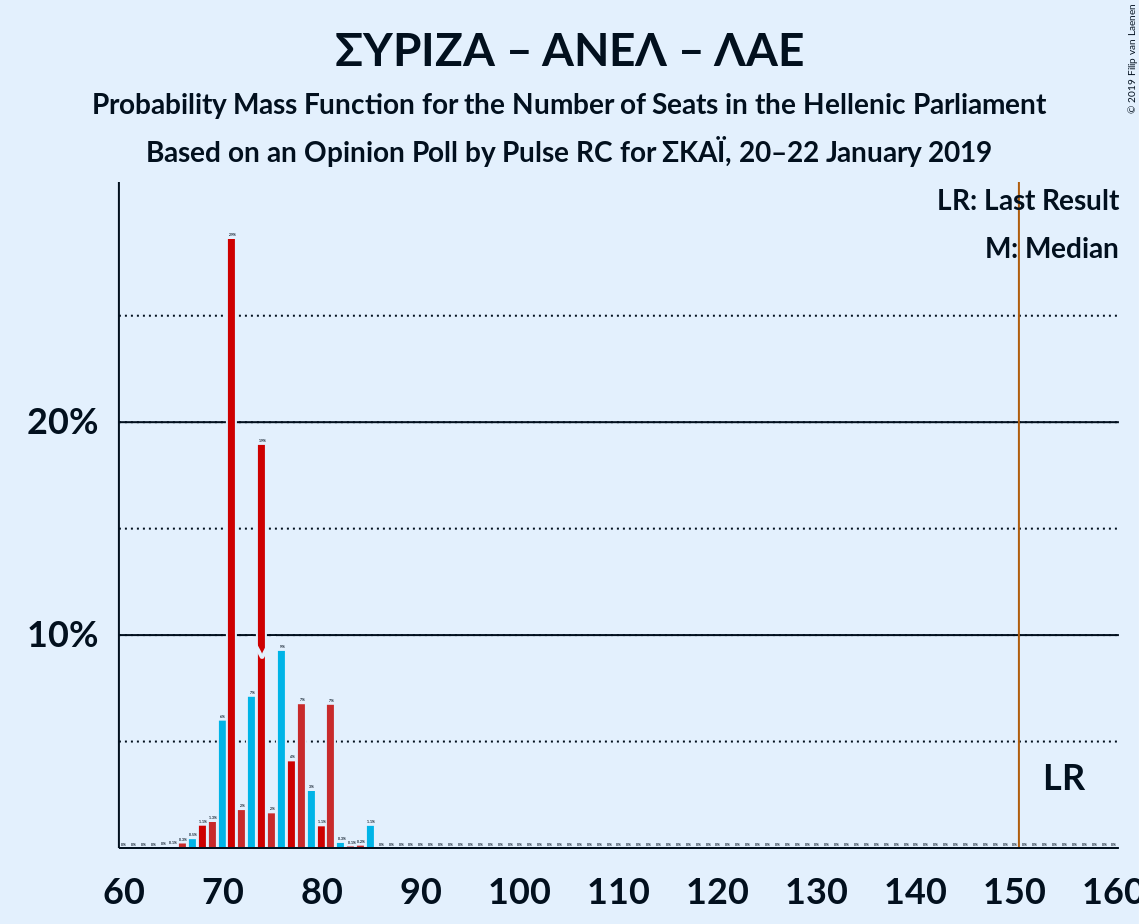 ΣΥΡΙΖΑ – ΑΝΕΛ – ΛΑΕ
Probability Mass Function for the Number of Seats in the Hellenic Parliament
Based on an Opinion Poll by Pulse RC for ΣΚΑΪ, 20–22 January 2019
© 2019 Filip van Laenen
LR: Last Result
M: Median
20%
10%
LR
60 70 80 90 100 110 120 130 140 150 160